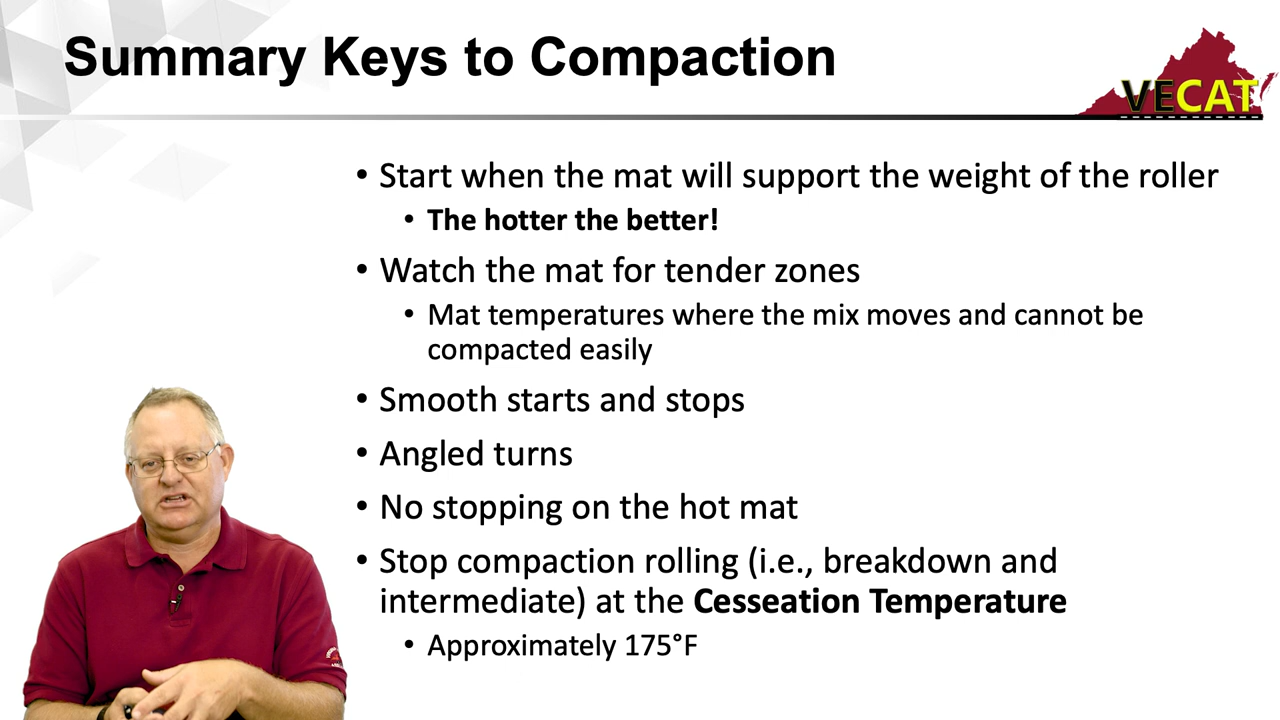 Summary Keys to Compaction
VECAT
• Start when the mat will support the weight of the roller
• The hotter the better!
• Watch the mat for tender zones
• Mat temperatures where the mix moves and cannot be
compacted easily
• Smooth starts and stops
• Angled turns
• No stopping on the hot mat
• Stop compaction rolling (i.e., breakdown and
intermediate) at the Cesseation Temperature
• Approximately 175°F